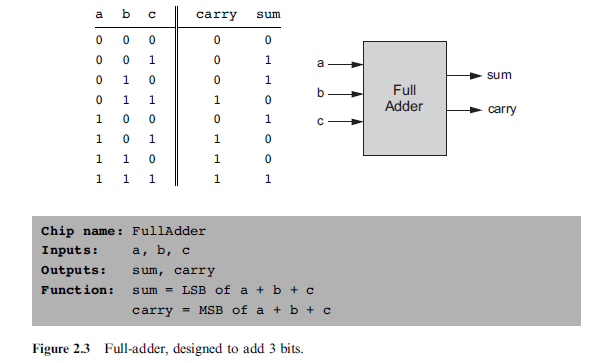 a b c carry sum
0 0 0 0 0
0 0 1 0 1
0 1 0 0 1
0 1 1 1 0
1 0 0 0 1
1 0 1 1 0
1 1 0 1 0
1 1 1 1 1
a
b
c
Full
Adder
sum
carry
Chip name: FullAdder
Inputs: a, b, c
Outputs: sum, carry
Function: sum = LSB of a + b + c
carry = MSB of a + b + c
Figure 2.3 Full-adder, designed to add 3 bits.